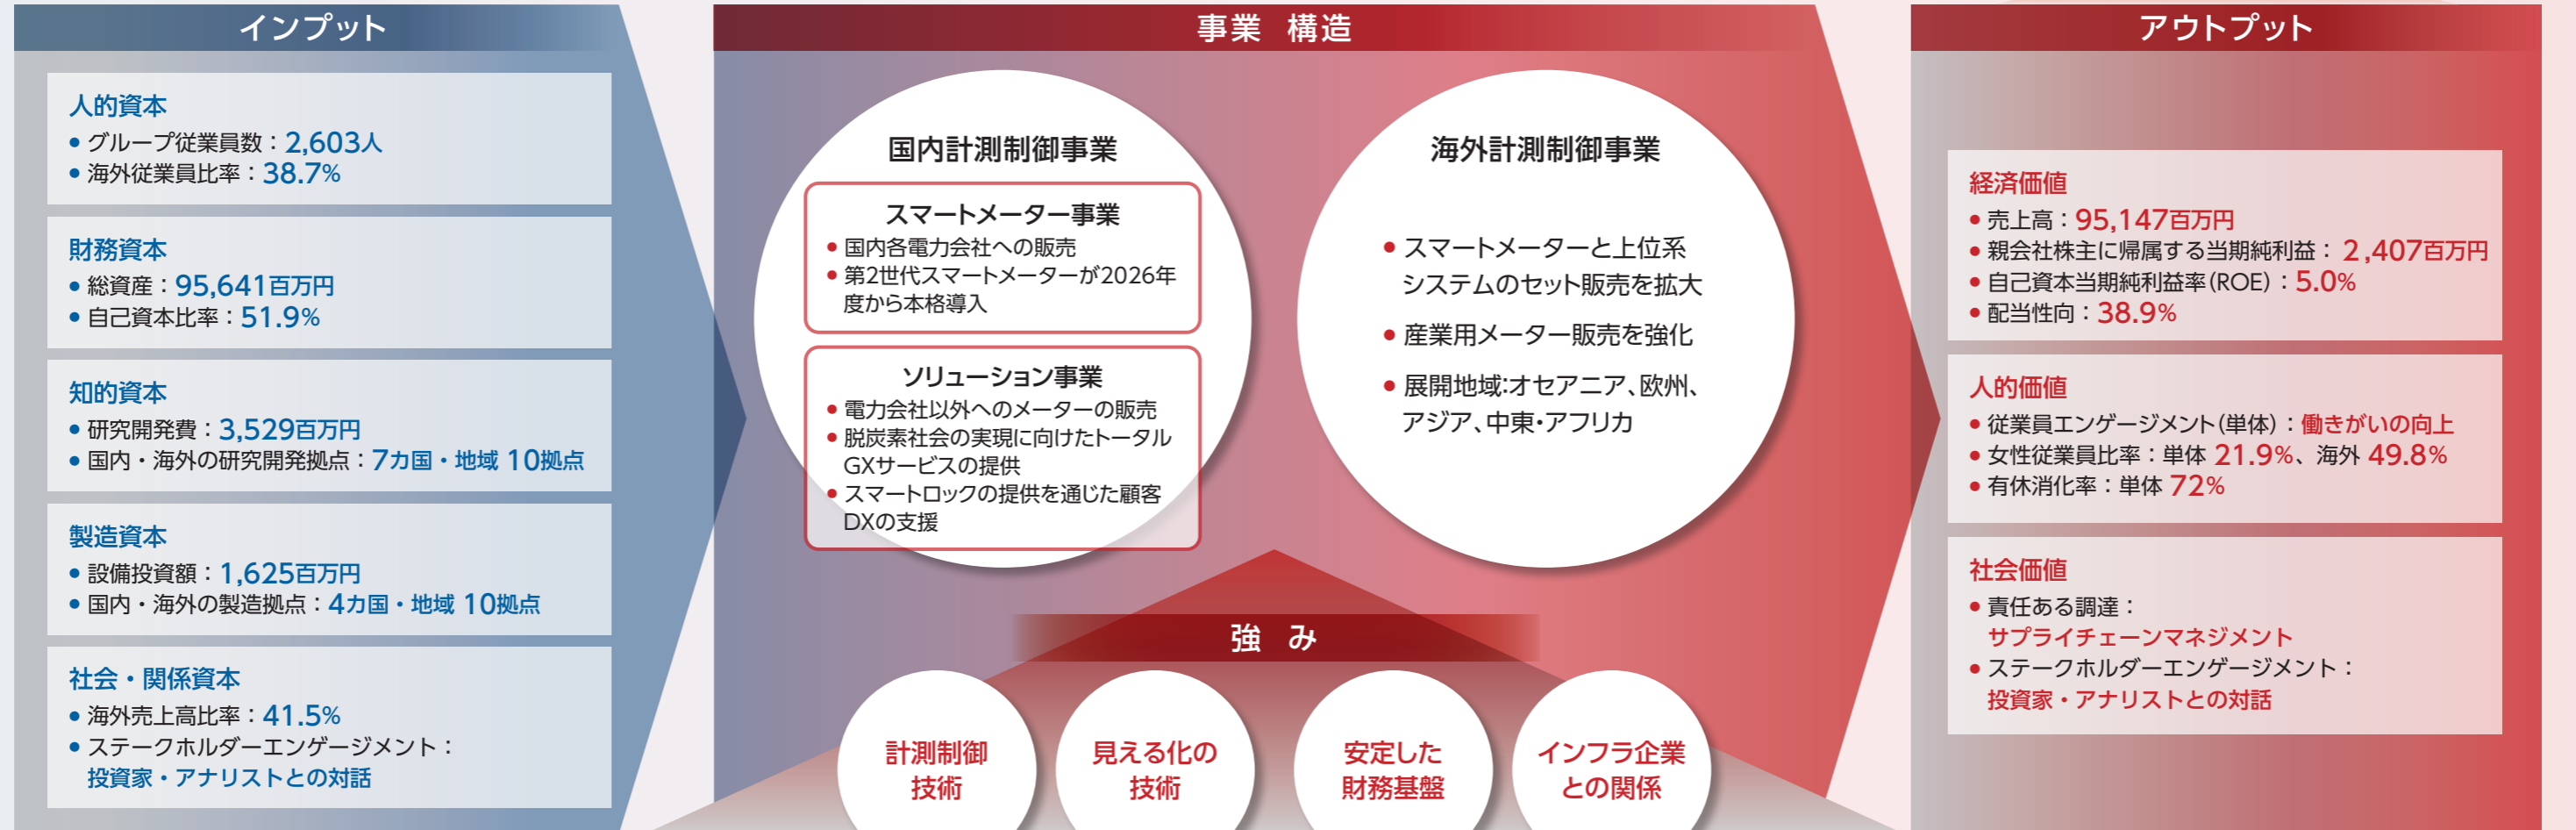 インプット
人的資本
● グループ従業員数：2,603人
● 海外従業員比率：38.7%
財務資本
● 総資産：95,641百万円
● 自己資本比率：51.9%
知的資本
● 研究開発費：3,529百万円
● 国内・海外の研究開発拠点：7カ国・地域 10拠点
製造資本
● 設備投資額：1,625百万円
● 国内・海外の製造拠点：4カ国・地域 10拠点
社会・関係資本
● 海外売上高比率：41.5%
● ステークホルダーエンゲージメント：
投資家・アナリストとの対話
事業 構造
国内計測制御事業
スマートメーター事業
● 国内各電力会社への販売
● 第2世代スマートメーターが2026年
度から本格導入
ソリューション事業
● 電力会社以外へのメーターの販売
● 脱炭素社会の実現に向けたトータル
GXサービスの提供
● スマートロックの提供を通じた顧客
DXの支援
海外計測制御事業
● スマートメーターと上位系
システムのセット販売を拡大
● 産業用メーター販売を強化
● 展開地域:オセアニア、欧州、
アジア、中東・アフリカ
強 み
計測制御
技術
見える化の
技術
安定した
財務基盤
インフラ企業
との関係
アウトプット
経済価値
● 売上高：95,147百万円
● 親会社株主に帰属する当期純利益：2,407百万円
● 自己資本当期純利益率(ROE)：5.0%
● 配当性向：38.9%
人的価値
● 従業員エンゲージメント(単体)：働きがいの向上
● 女性従業員比率：単体 21.9%、海外 49.8%
● 有休消化率：単体 72%
社会価値
● 責任ある調達：
サプライチェーンマネジメント
● ステークホルダーエンゲージメント：
投資家・アナリストとの対話